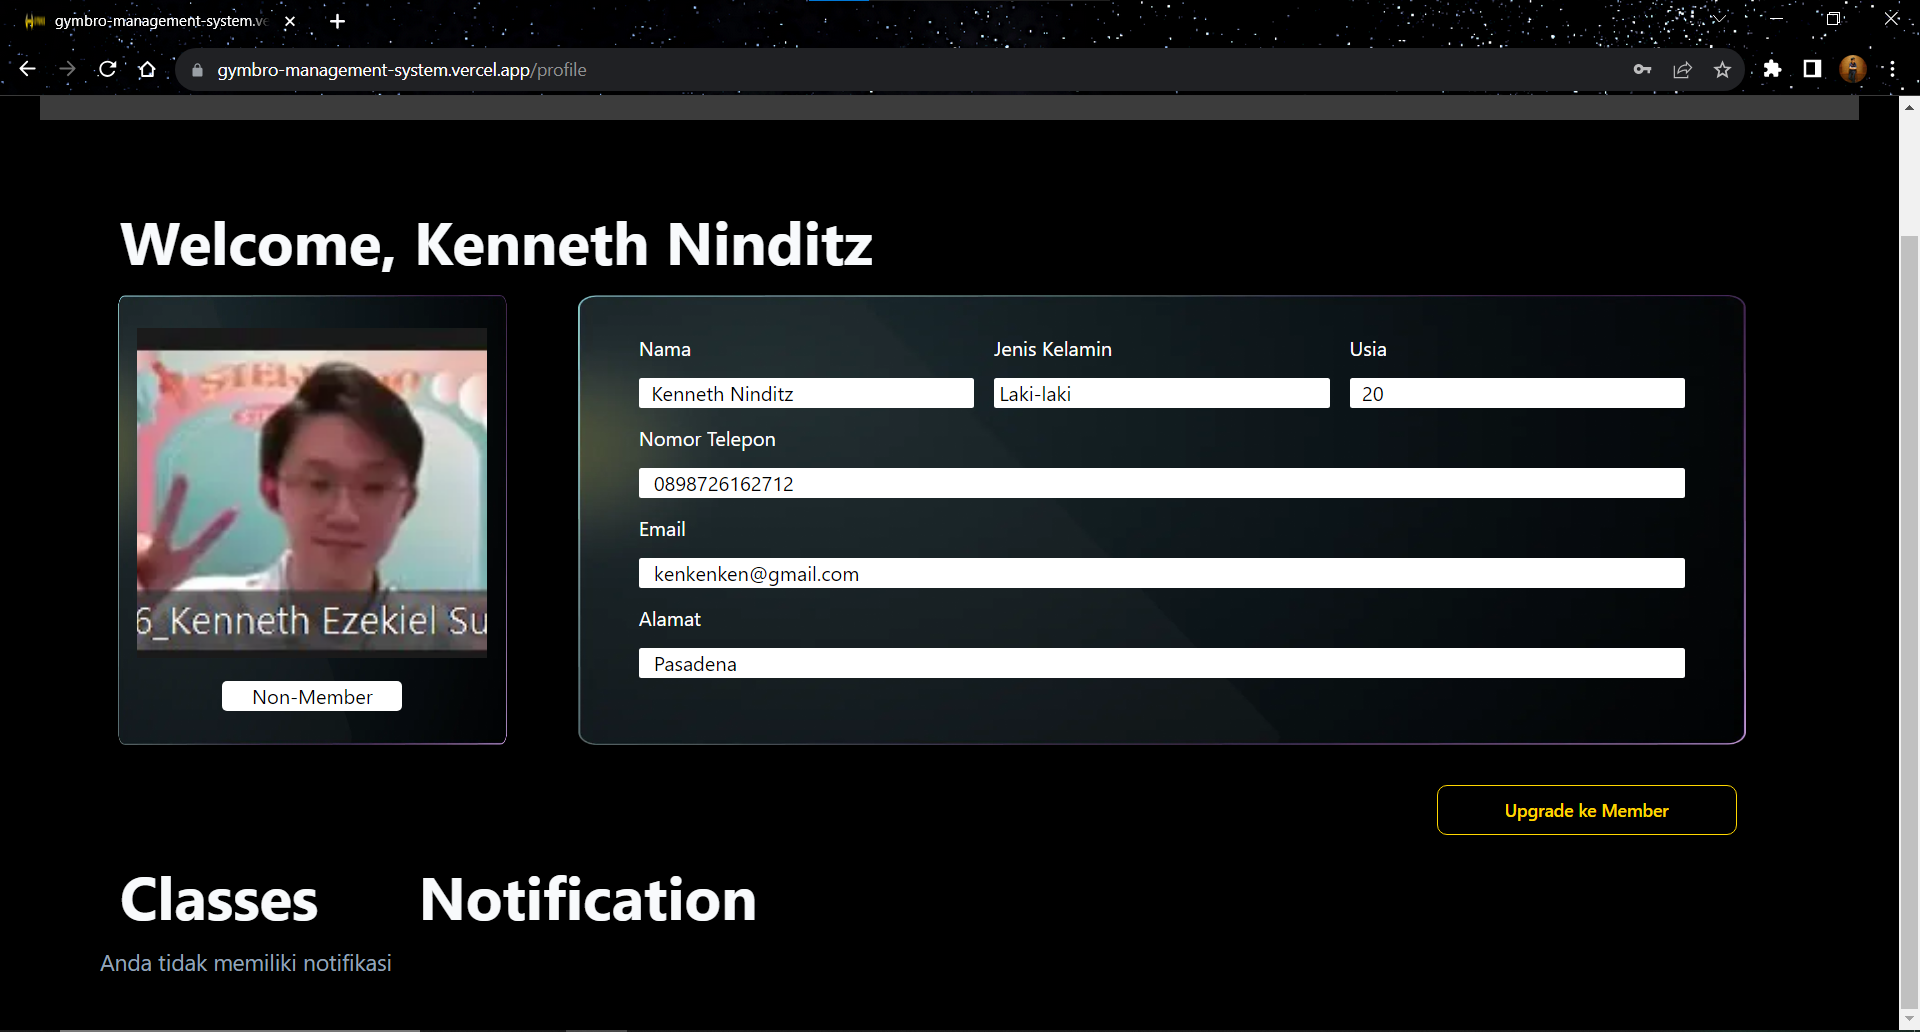 gymbro-management-system.ve
gymbro-management-system.vercel.app/profile
Welcome, Kenneth Ninditz
6_Kenneth Ezekiel Su
Non-Member
Nama
Jenis Kelamin
Usia
Kenneth Ninditz
Laki-laki
20
Nomor Telepon
0898726162712
Email
kenkenken@gmail.com
Alamat
Pasadena
Upgrade ke Member
Classes
Notification
Anda tidak memiliki notifikasi